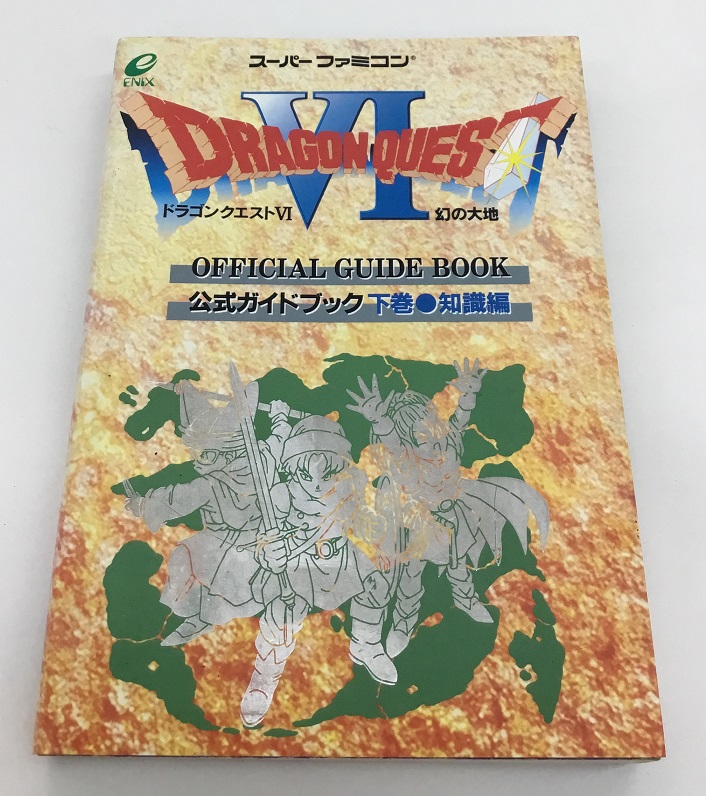 ENIX
スーパーファミコン®
DRAGON QUEST
VI
ドラゴンクエストVI 幻の大地
OFFICIAL GUIDE BOOK
公式ガイドブック 下巻●知識編